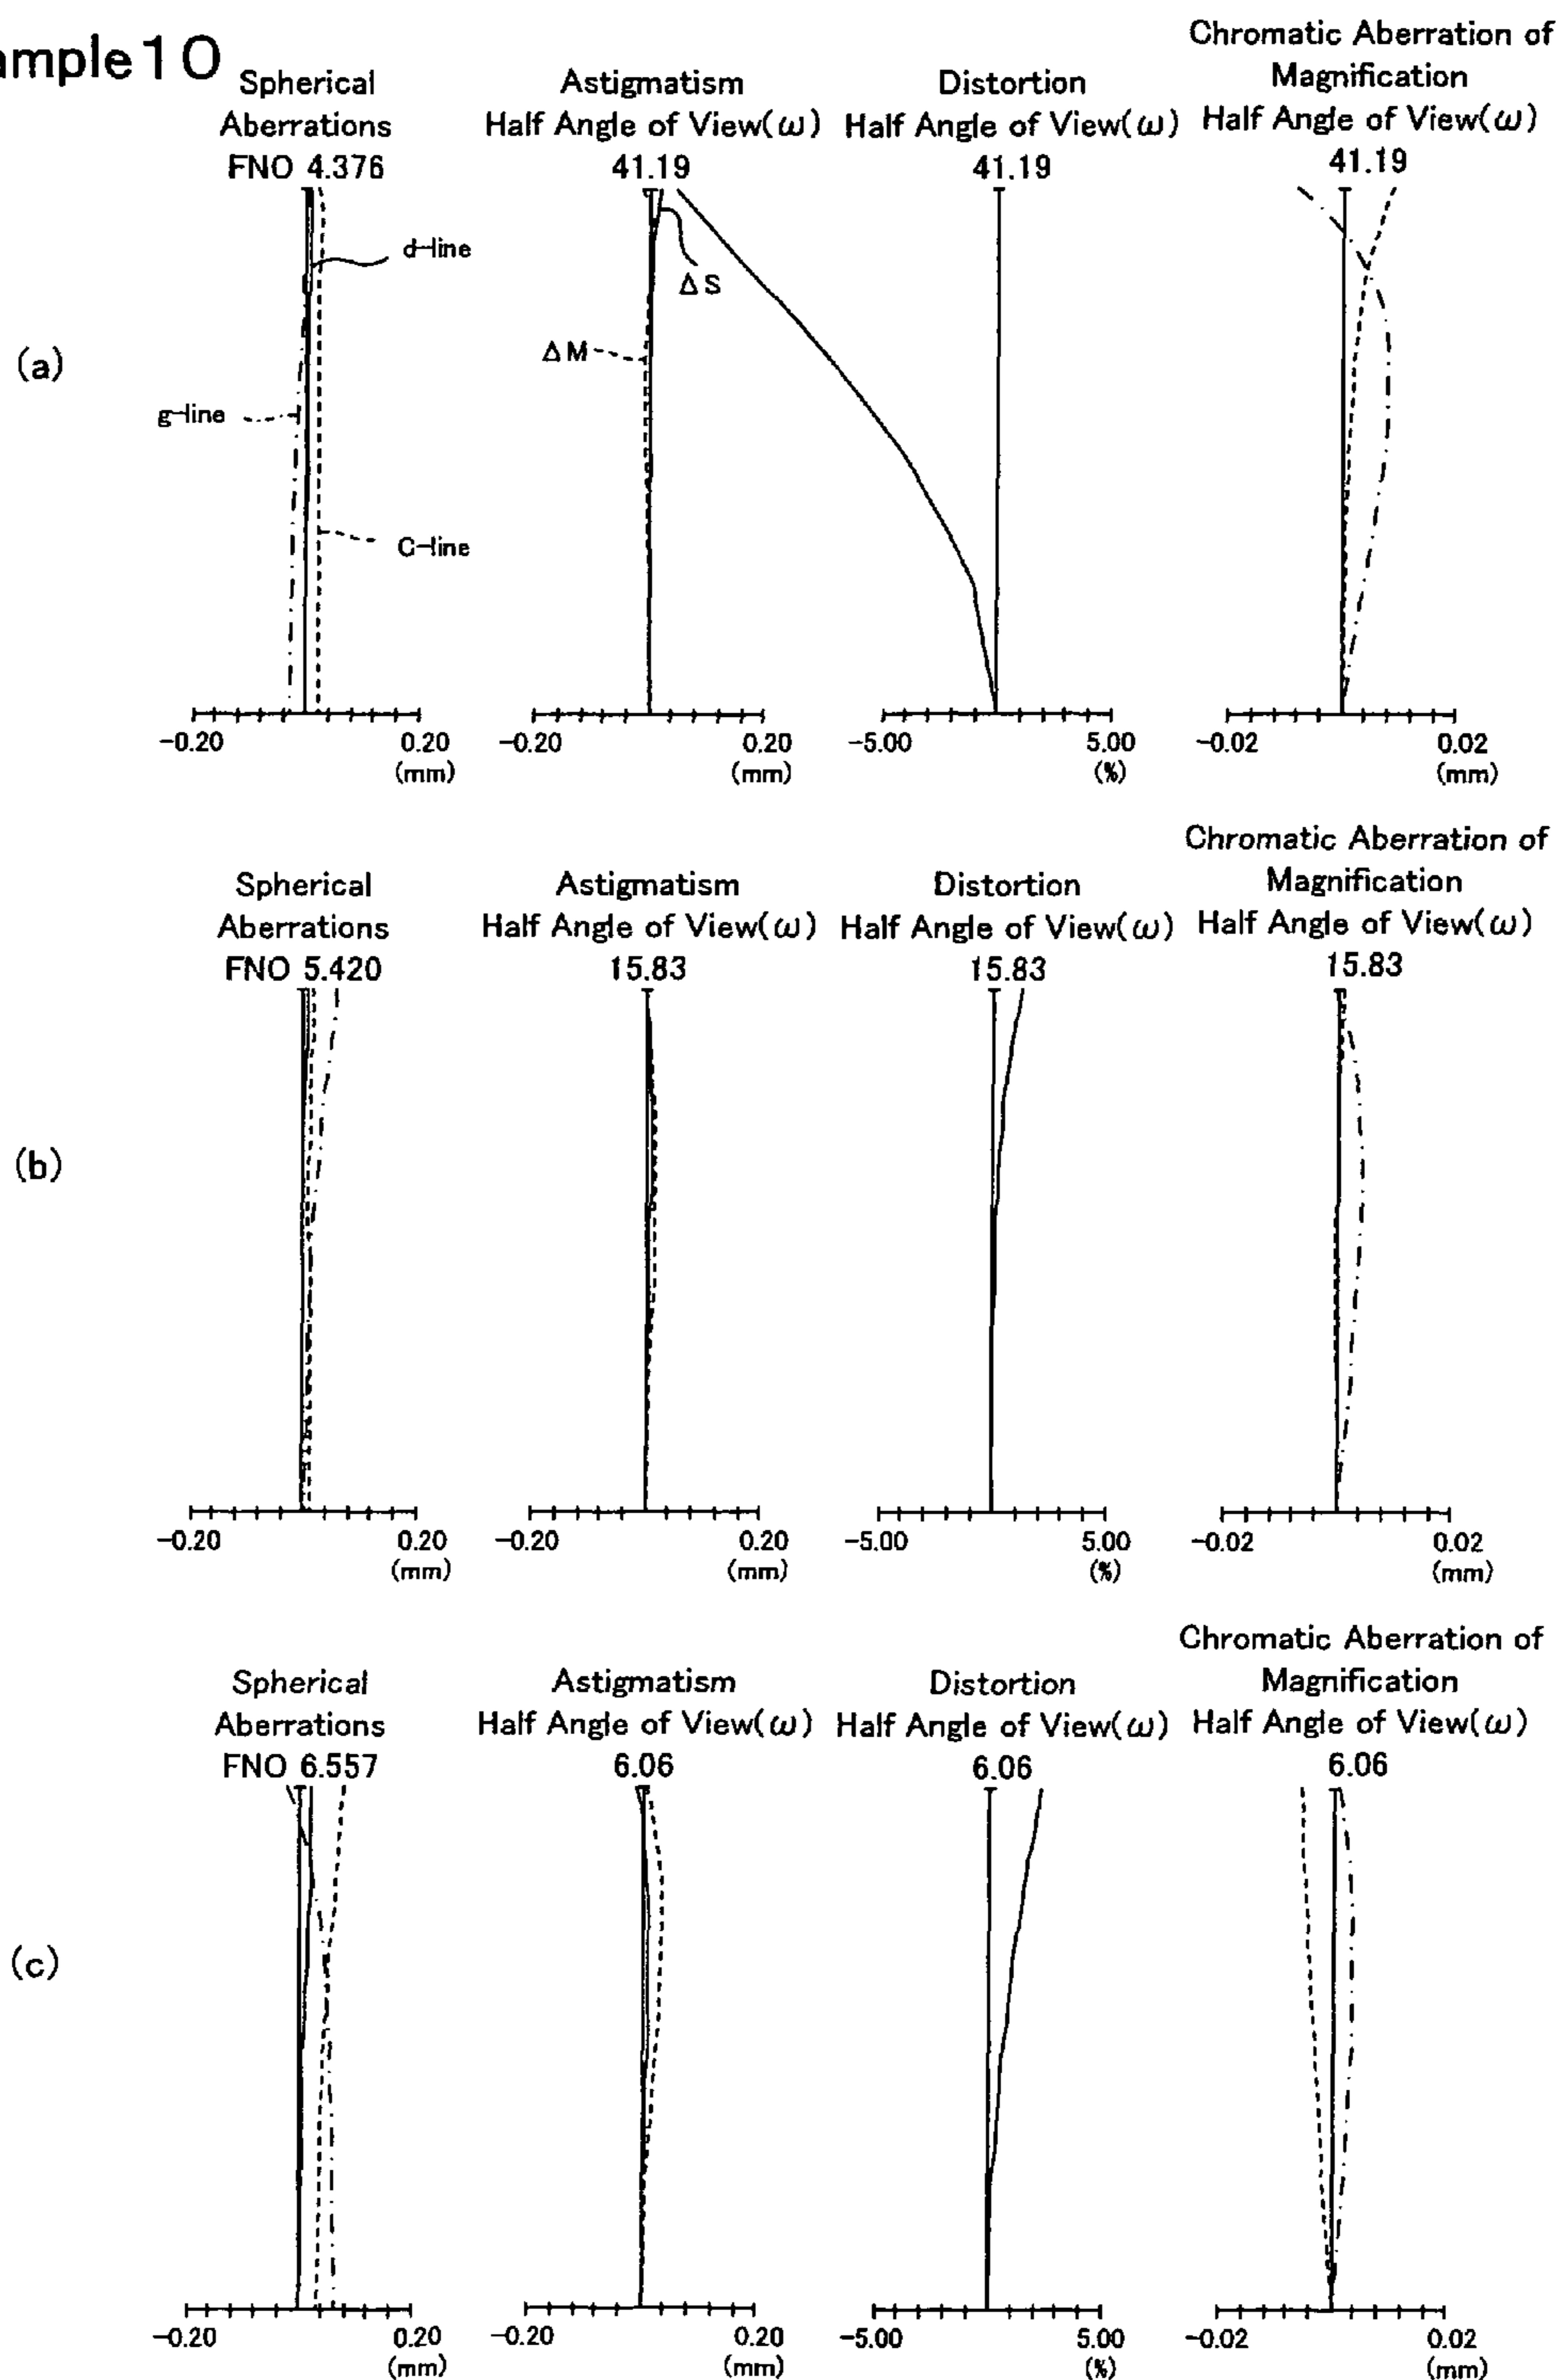 ample10
Spherical
Aberrations
FNO 4.376
Astigmatism
Half Angle of View(ω)
41.19
Distortion
Half Angle of View(ω)
41.19
Chromatic Aberration of
Magnification
Half Angle of View(ω)
41.19
(a)
d-line
g-line
C-line
ΔS
ΔM
-0.20 0.20
(mm)
-0.20 0.20
(mm)
-5.00 5.00
(%)
-0.02 0.02
(mm)
Spherical
Aberrations
FNO 5.420
Astigmatism
Half Angle of View(ω)
15.83
Distortion
Half Angle of View(ω)
15.83
Chromatic Aberration of
Magnification
Half Angle of View(ω)
15.83
(b)
-0.20 0.20
(mm)
-0.20 0.20
(mm)
-5.00 5.00
(%)
-0.02 0.02
(mm)
Spherical
Aberrations
FNO 6.557
Astigmatism
Half Angle of View(ω)
6.06
Distortion
Half Angle of View(ω)
6.06
Chromatic Aberration of
Magnification
Half Angle of View(ω)
6.06
(c)
-0.20 0.20
(mm)
-0.20 0.20
(mm)
-5.00 5.00
(%)
-0.02 0.02
(mm)